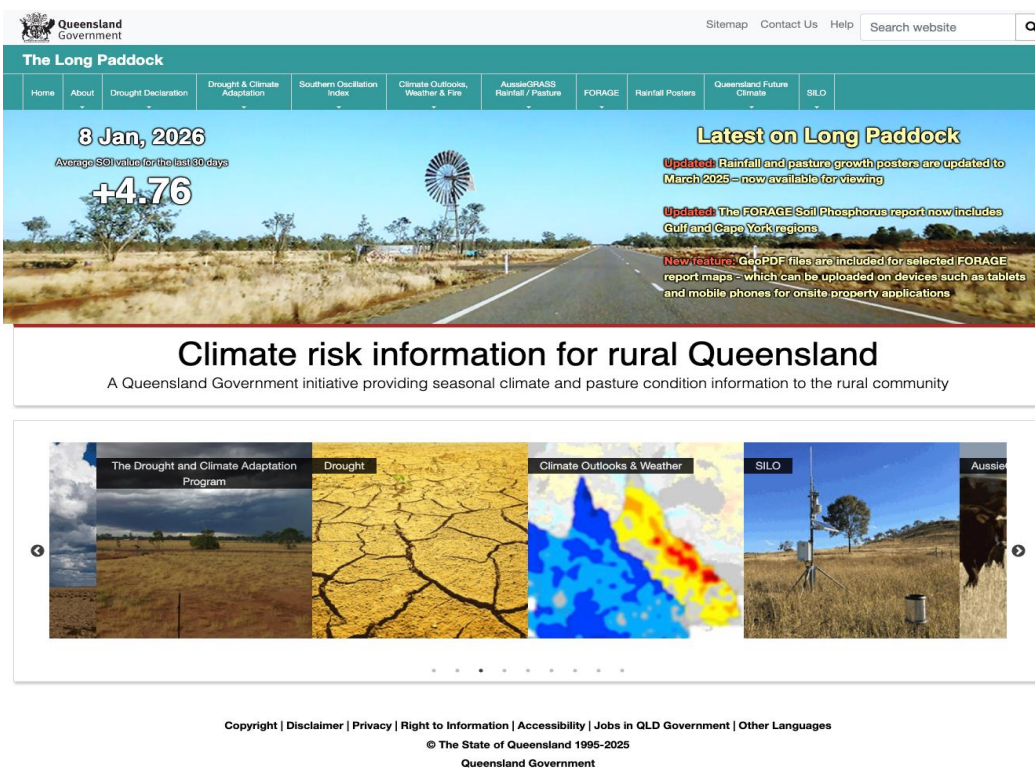 Queensland
Government
Sitemap Contact Us Help Search website
The Long Paddock
Home About Drought Declaration Drought & Climate Adaptation Southern Oscillation Index Climate Outlooks, Weather & Fire AussieGRASS Rainfall / Pasture FORAGE Rainfall Posters Queensland Future Climate SILO
8 Jan, 2026
Average SOI value for the last 30 days
+4.76
Latest on Long Paddock
Updated: Rainfall and pasture growth posters are updated to
March 2025 – now available for viewing
Updated: The FORAGE Soil Phosphorus report now includes
Gulf and Cape York regions
New feature: GeoPDF files are included for selected FORAGE
report maps - which can be uploaded on devices such as tablets
and mobile phones for onsite property applications
Climate risk information for rural Queensland
A Queensland Government initiative providing seasonal climate and pasture condition information to the rural community
The Drought and Climate Adaptation
Program
Drought
Climate Outlooks & Weather
SILO
Aussie
Copyright | Disclaimer | Privacy | Right to Information | Accessibility | Jobs in QLD Government | Other Languages
© The State of Queensland 1995-2025
Queensland Government